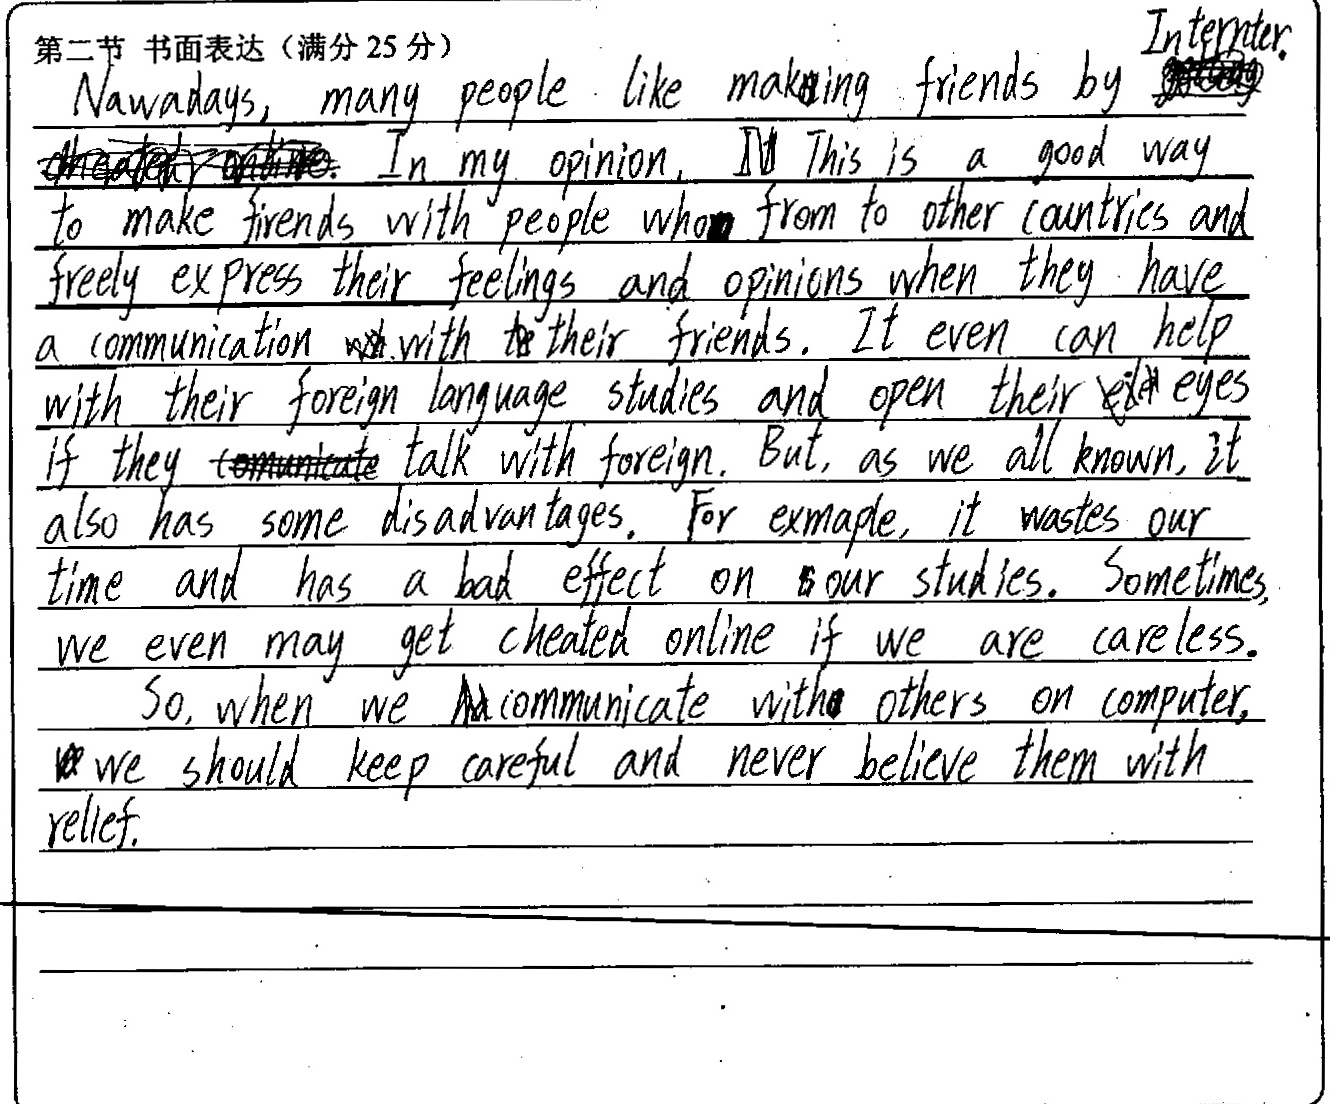 第二节 书面表达（满分 25 分）
Nawadays, many people like making friends by Internter.
In my opinion, This is a good way
to make firends with people who from to other countries and
freely express their feelings and opinions when they have
a communication with their friends. It even can help
with their foreign language studies and open their eyes
if they comunicate talk with foreign. But, as we all known, it
also has some disadvantages. For exmaple, it wastes our
time and has a bad effect on our studies. Sometimes,
we even may get cheated online if we are careless.
So, when we communicate with others on computer,
we should keep careful and never believe them with
relief.